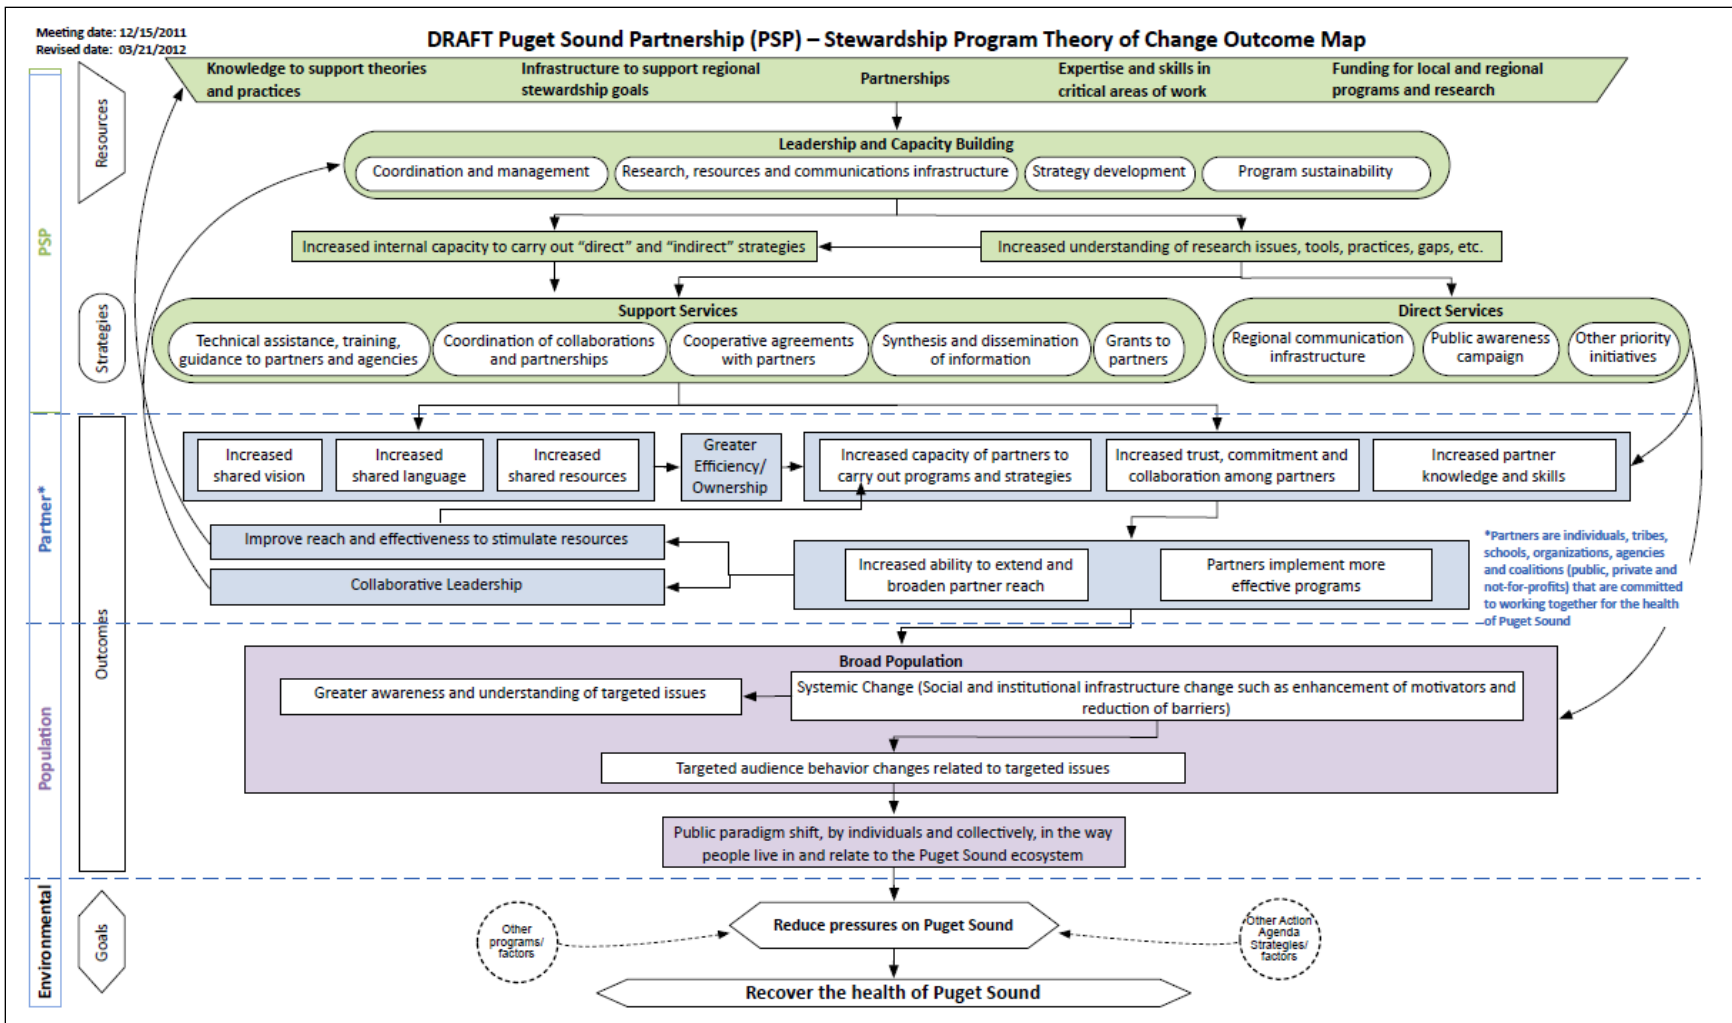 Meeting date: 12/15/2011
Revised date: 03/21/2012
DRAFT Puget Sound Partnership (PSP) – Stewardship Program Theory of Change Outcome Map
Knowledge to support theories
and practices
Infrastructure to support regional
stewardship goals
Partnerships
Expertise and skills in
critical areas of work
Funding for local and regional
programs and research
Resources
PSP
Leadership and Capacity Building
Coordination and management
Research, resources and communications infrastructure
Strategy development
Program sustainability
Increased internal capacity to carry out “direct” and “indirect” strategies
Increased understanding of research issues, tools, practices, gaps, etc.
Strategies
Support Services
Technical assistance, training,
guidance to partners and agencies
Coordination of collaborations
and partnerships
Cooperative agreements
with partners
Synthesis and dissemination
of information
Grants to
partners
Direct Services
Regional communication
infrastructure
Public awareness
campaign
Other priority
initiatives
Partner*
Outcomes
Increased
shared vision
Increased
shared language
Increased
shared resources
Greater
Efficiency/
Ownership
Increased capacity of partners to
carry out programs and strategies
Increased trust, commitment and
collaboration among partners
Increased partner
knowledge and skills
Improve reach and effectiveness to stimulate resources
Collaborative Leadership
Increased ability to extend and
broaden partner reach
Partners implement more
effective programs
*Partners are individuals, tribes,
schools, organizations, agencies
and coalitions (public, private and
not-for-profits) that are committed
to working together for the health
of Puget Sound
Population
Broad Population
Greater awareness and understanding of targeted issues
Systemic Change (Social and institutional infrastructure change such as enhancement of motivators and
reduction of barriers)
Targeted audience behavior changes related to targeted issues
Public paradigm shift, by individuals and collectively, in the way
people live in and relate to the Puget Sound ecosystem
Environmental
Goals
Other
programs/
factors
Reduce pressures on Puget Sound
Other Action
Agenda
Strategies/
factors
Recover the health of Puget Sound